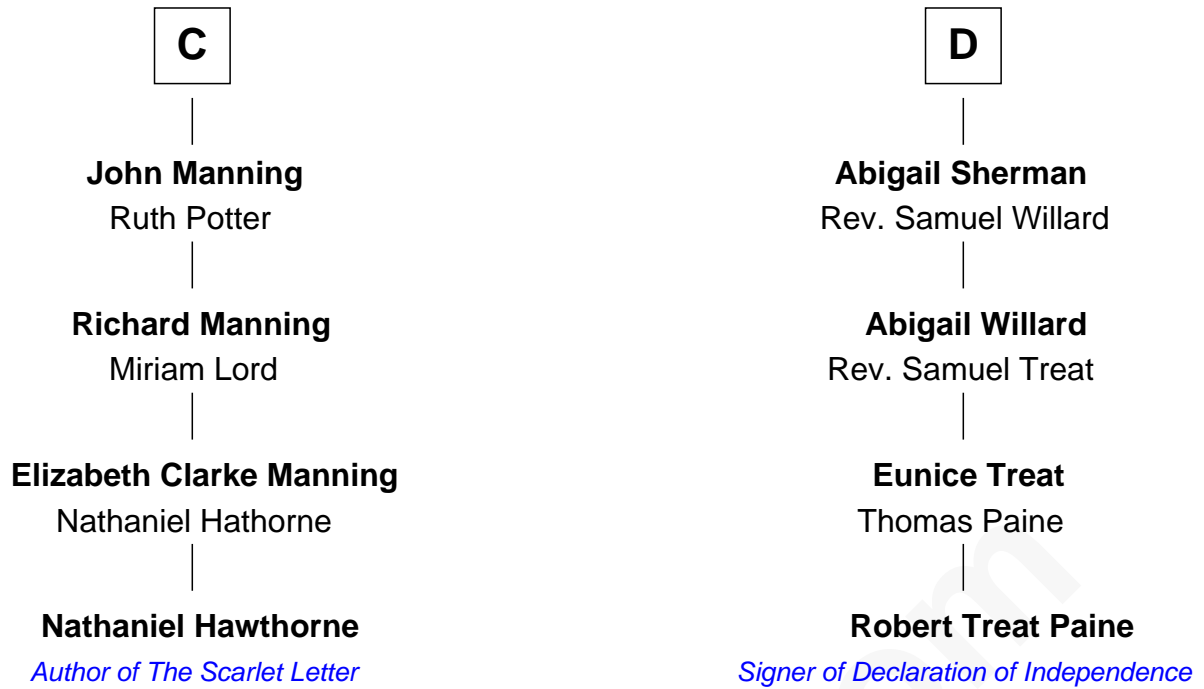 C
John Manning
Ruth Potter
Richard Manning
Miriam Lord
Elizabeth Clarke Manning
Nathaniel Hathorne
Nathaniel Hawthorne
Author of The Scarlet Letter
D
Abigail Sherman
Rev. Samuel Willard
Abigail Willard
Rev. Samuel Treat
Eunice Treat
Thomas Paine
Robert Treat Paine
Signer of Declaration of Independence